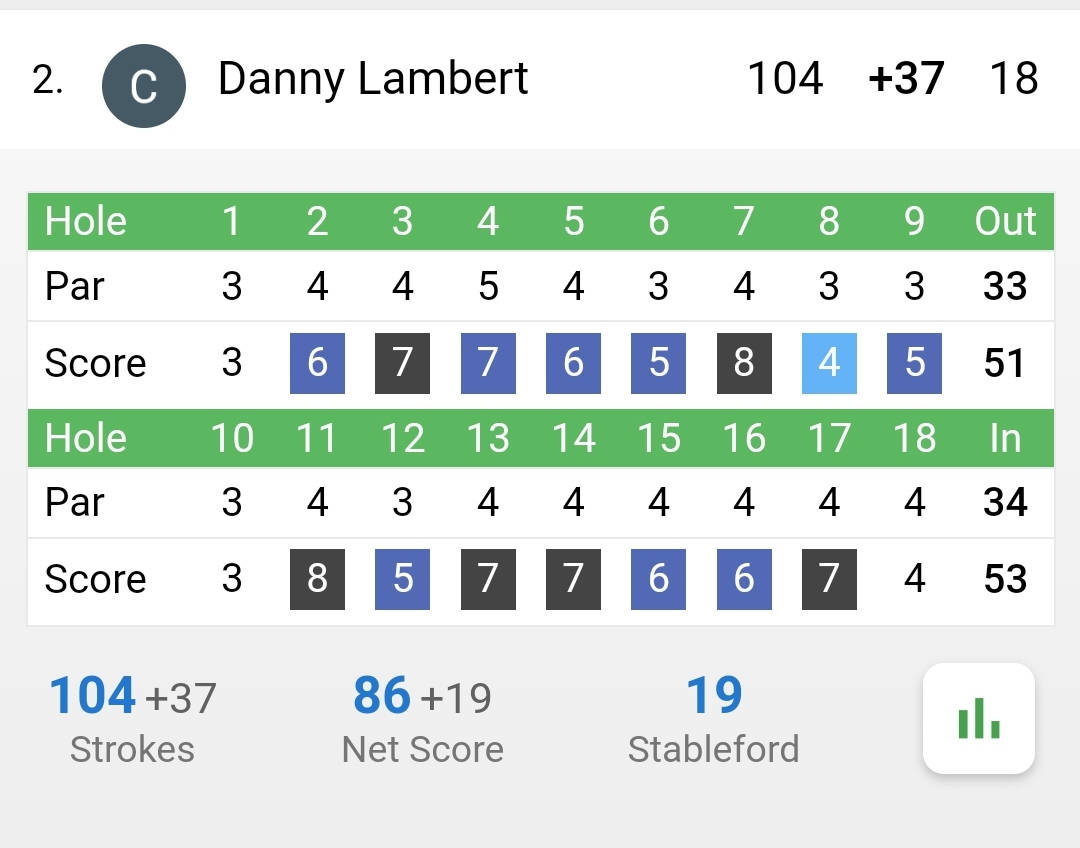 2. C Danny Lambert 104 +37 18
Hole 1 2 3 4 5 6 7 8 9 Out
Par 3 4 4 5 4 3 4 3 3 33
Score 3 6 7 7 6 5 8 4 5 51
Hole 10 11 12 13 14 15 16 17 18 In
Par 3 4 3 4 4 4 4 4 4 34
Score 3 8 5 7 7 6 6 7 4 53
104 +37 86 +19 19
Strokes Net Score Stableford